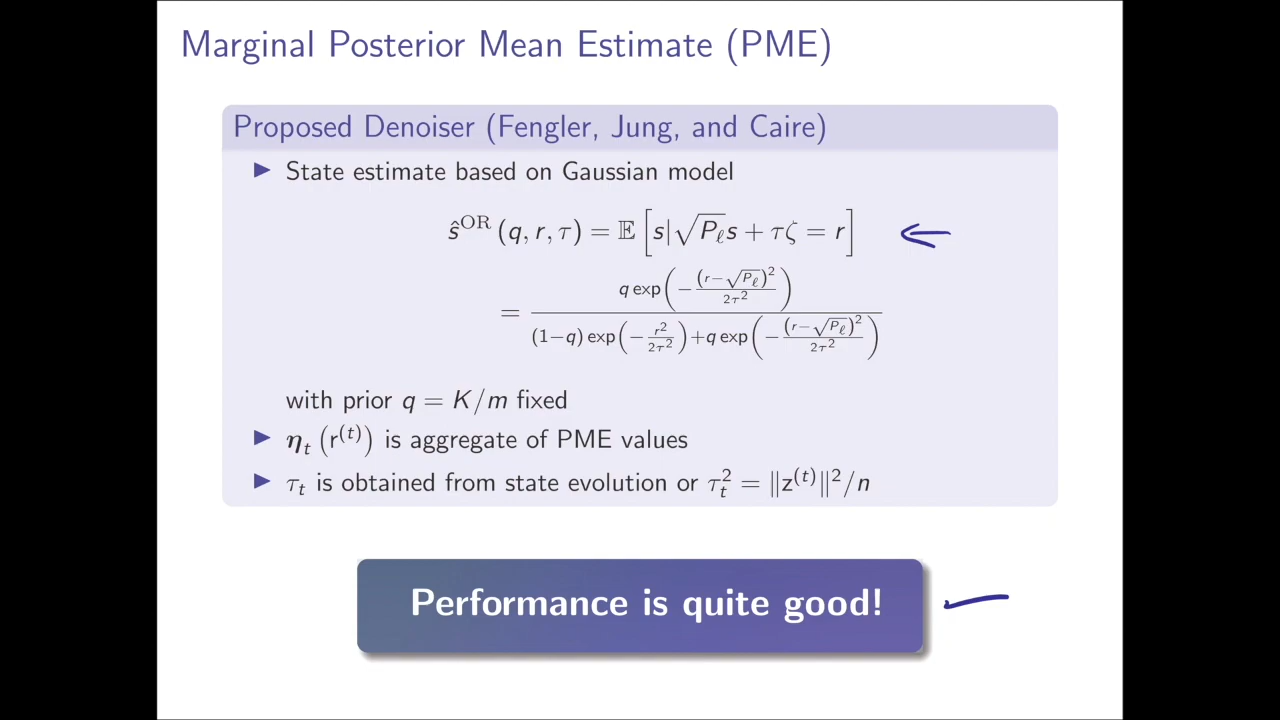 Marginal Posterior Mean Estimate (PME)
Proposed Denoiser (Fengler, Jung, and Caire)
▶ State estimate based on Gaussian model
ŝ^OR (q, r, τ) = 𝔼 [s|√P_ℓ s + τζ = r]
= q exp(−(r−√P_ℓ)²/2τ²) / ((1−q) exp(−r²/2τ²)+q exp(−(r−√P_ℓ)²/2τ²))
with prior q = K/m fixed
▶ η_t (r^(t)) is aggregate of PME values
▶ τ_t is obtained from state evolution or τ_t² = ‖z^(t)‖²/n
Performance is quite good!